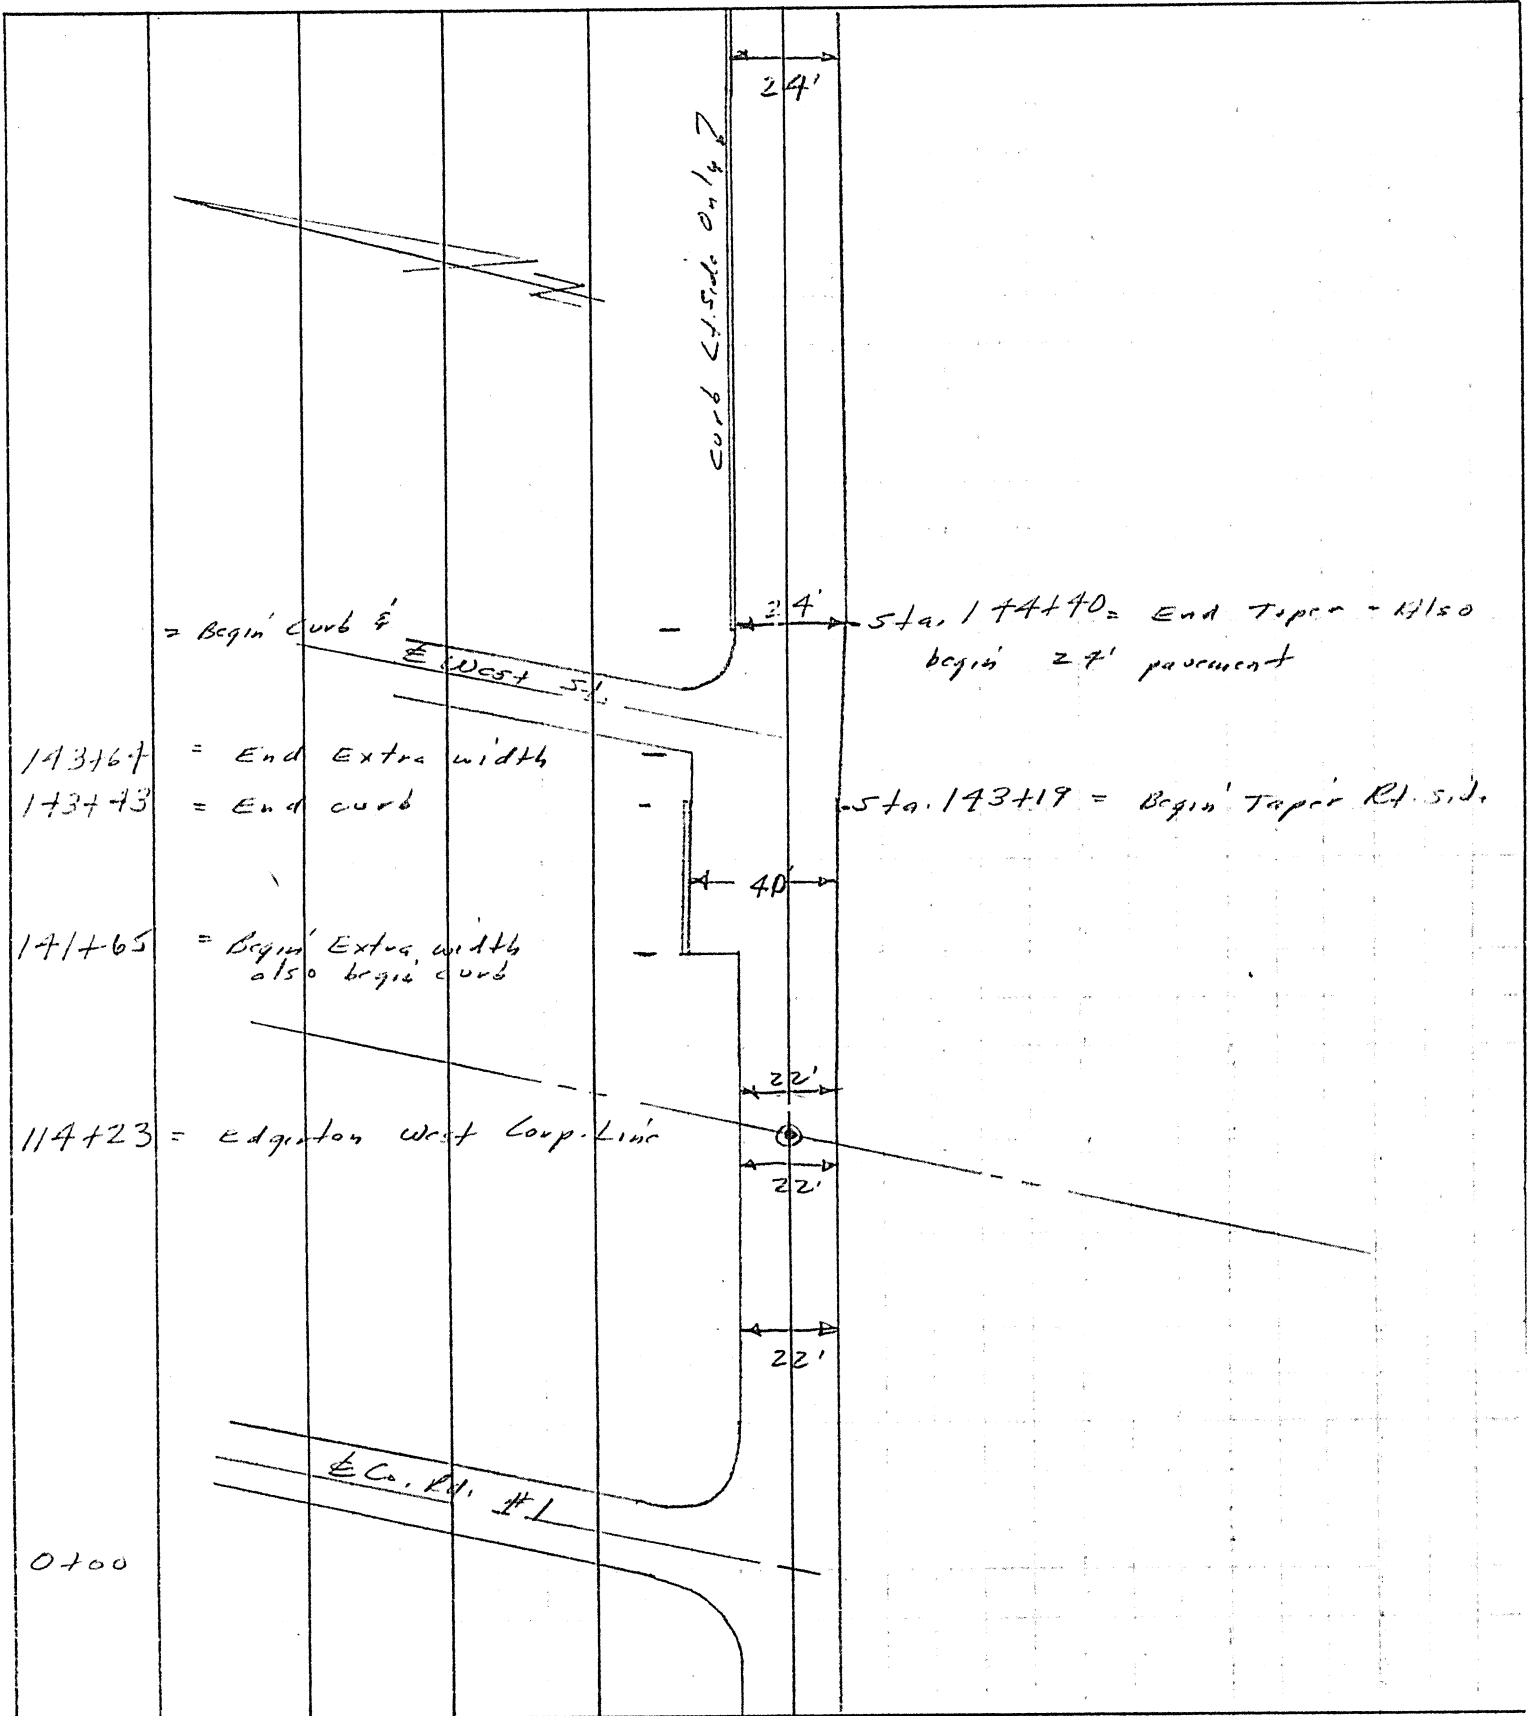 24'
Curb Lt. Side Only
N
24'
Sta. 144+40 = End Taper - Also
begin 24' pavement
= Begin Curb &
℄ West St.
143+64 = End Extra width
143+43 = End curb
Sta. 143+19 = Begin Taper Rt. side
40'
141+65 = Begin Extra width
also begin curb
22'
114+23 = Edgerton West Corp. Line
22'
22'
℄ Co. Rd. #1
0+00